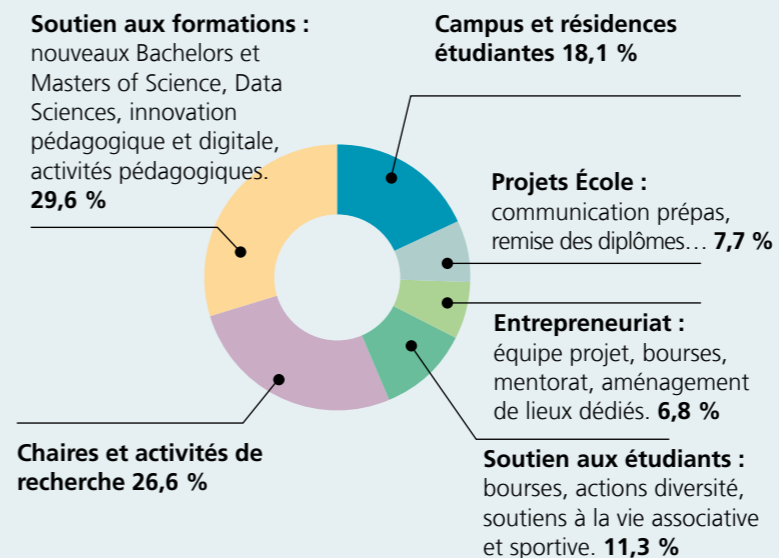 Soutien aux formations :
nouveaux Bachelors et
Masters of Science, Data
Sciences, innovation
pédagogique et digitale,
activités pédagogiques.
29,6 %
Campus et résidences
étudiantes 18,1 %
Projets École :
communication prépas,
remise des diplômes… 7,7 %
Entrepreneuriat :
équipe projet, bourses,
mentorat, aménagement
de lieux dédiés. 6,8 %
Soutien aux étudiants :
bourses, actions diversité,
soutiens à la vie associative
et sportive. 11,3 %
Chaires et activités de
recherche 26,6 %